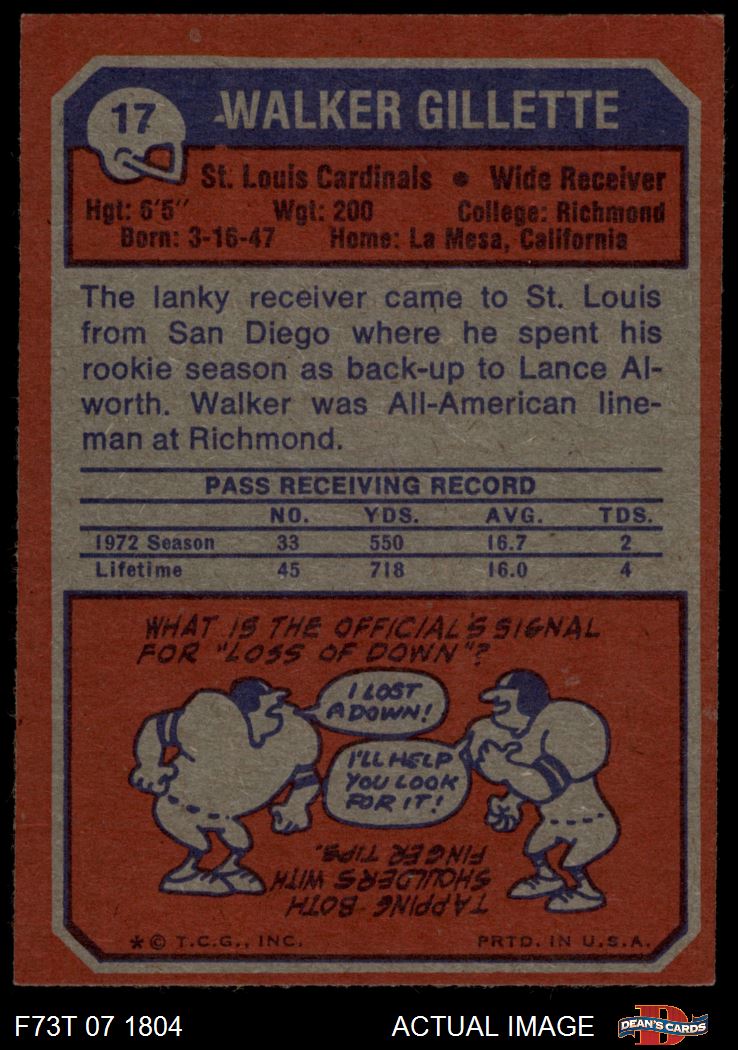 17
WALKER GILLETTE
St. Louis Cardinals • Wide Receiver
Hgt: 6'5" Wgt: 200 College: Richmond
Born: 3-16-47 Home: La Mesa, California
The lanky receiver came to St. Louis
from San Diego where he spent his
rookie season as back-up to Lance Al-
worth. Walker was All-American line-
man at Richmond.
PASS RECEIVING RECORD
NO. YDS. AVG. TDS.
1972 Season 33 550 16.7 2
Lifetime 45 718 16.0 4
WHAT IS THE OFFICIAL'S SIGNAL
FOR "LOSS OF DOWN"?
I LOST
A DOWN!
I'LL HELP
YOU LOOK
FOR IT!
TAPPING BOTH
SHOULDERS WITH
FINGER TIPS.
*© T.C.G., INC. PRTD. IN U.S.A.
F73T 07 1804 ACTUAL IMAGE
D
DEAN'S CARDS